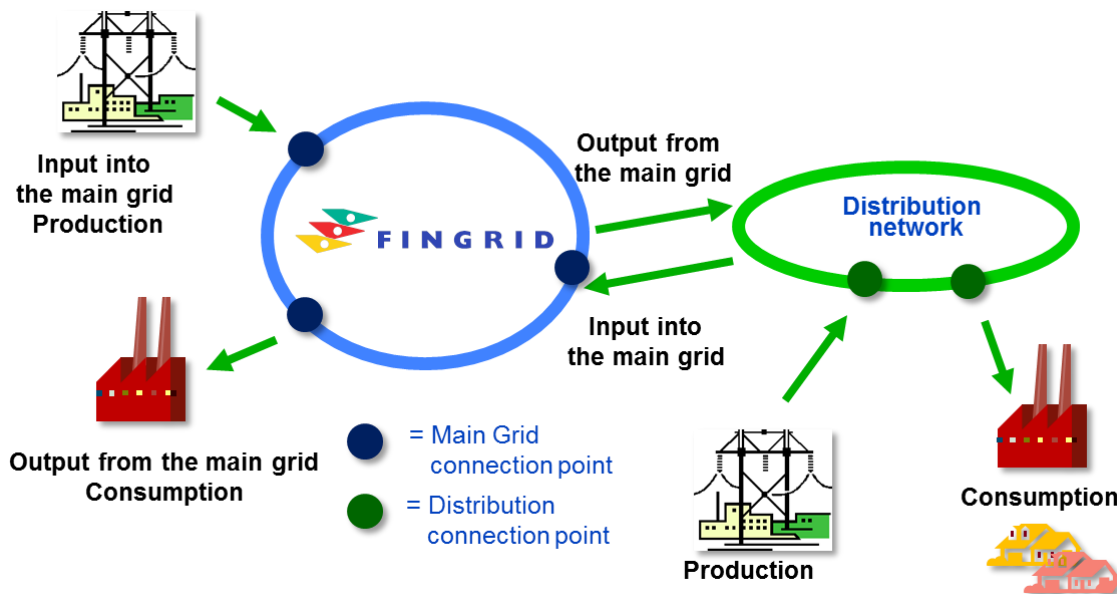 Input into
the main grid
Production
Output from
the main grid
Distribution
network
FINGRID
Input into
the main grid
Output from the main grid
Consumption
= Main Grid
connection point
= Distribution
connection point
Production
Consumption